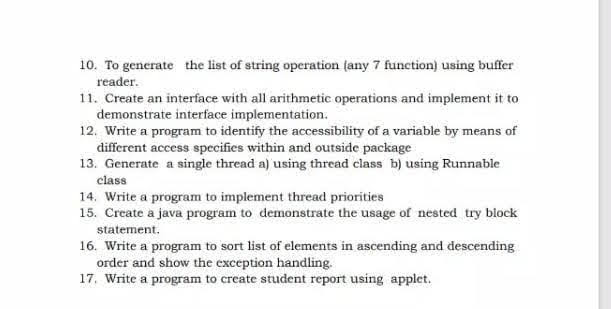 10. To generate the list of string operation (any 7 function) using buffer
reader.
11. Create an interface with all arithmetic operations and implement it to
demonstrate interface implementation.
12. Write a program to identify the accessibility of a variable by means of
different access specifies within and outside package
13. Generate a single thread a) using thread class b) using Runnable
class
14. Write a program to implement thread priorities
15. Create a java program to demonstrate the usage of nested try block
statement.
16. Write a program to sort list of elements in ascending and descending
order and show the exception handling.
17. Write a program to create student report using applet.